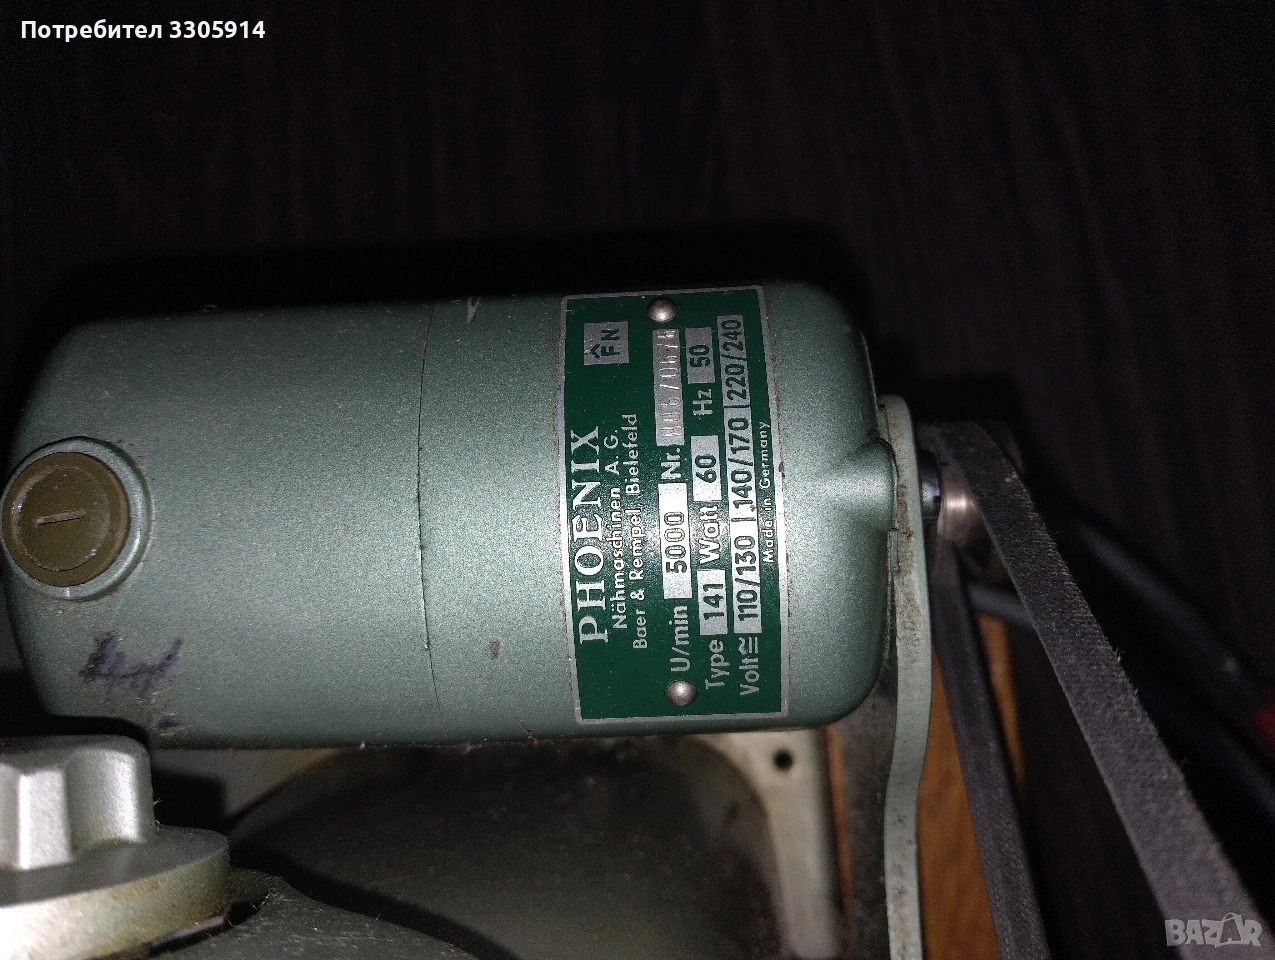 Потребител 3305914
PHOENIX
Nähmaschinen A. G.
Baer & Rempel, Bielefeld
FN
U/min 5000 Nr.
Type 141 Watt 60 Hz 50
Volt≅ 110/130 140/170 220/240
Made in Germany
BAZAR